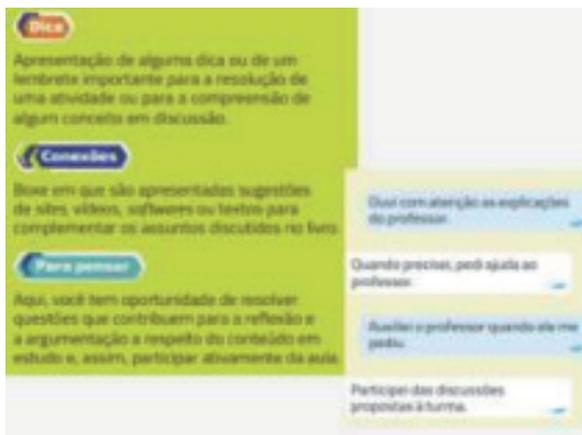 Dica
Apresentação de alguma dica ou de um
lembrete importante para a resolução de
uma atividade ou para a compreensão de
algum conceito em discussão.
Conexões
Boxe em que são apresentadas sugestões
de sites, vídeos, softwares ou textos para
complementar os assuntos discutidos no livro.
Para pensar
Aqui, você tem oportunidade de resolver
questões que contribuem para a reflexão e
a argumentação a respeito do conteúdo em
estudo e, assim, participar ativamente da aula.
Ouvi com atenção as explicações
do professor.
Quando precisei, pedi ajuda ao
professor.
Auxiliei o professor quando ele me
pediu.
Participei das discussões
propostas à turma.